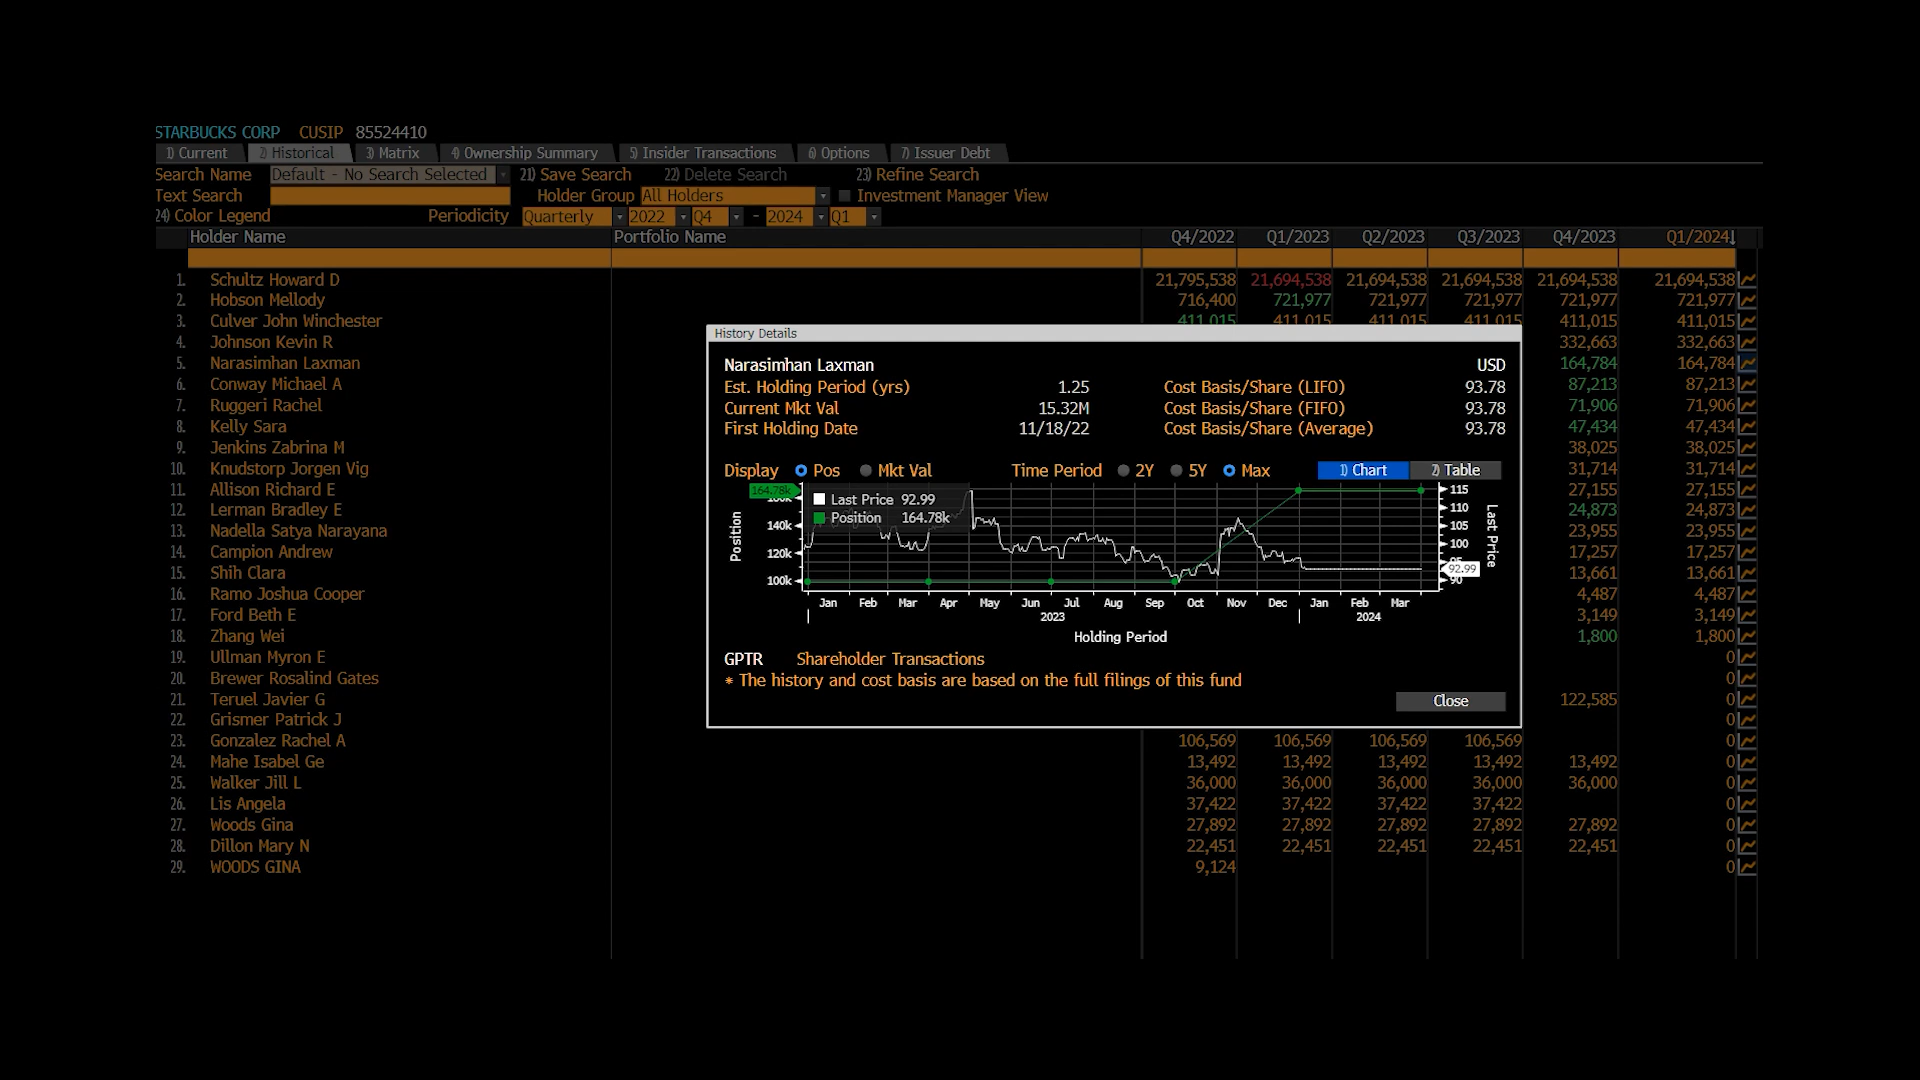 STARBUCKS CORP CUSIP 85524410
1) Current 2) Historical 3) Matrix 4) Ownership Summary 5) Insider Transactions 6) Options 7) Issuer Debt
Search Name Default - No Search Selected 21) Save Search 22) Delete Search 23) Refine Search
Text Search Holder Group All Holders Investment Manager View
24) Color Legend Periodicity Quarterly 2022 Q4 - 2024 Q1
Holder Name Portfolio Name Q4/2022 Q1/2023 Q2/2023 Q3/2023 Q4/2023 Q1/2024↓
1. Schultz Howard D 21,795,538 21,694,538 21,694,538 21,694,538 21,694,538 21,694,538
2. Hobson Mellody 716,400 721,977 721,977 721,977 721,977 721,977
3. Culver John Winchester 411,015 411,015 411,015 411,015 411,015 411,015
4. Johnson Kevin R 332,663 332,663
5. Narasimhan Laxman 164,784 164,784
6. Conway Michael A 87,213 87,213
7. Ruggeri Rachel 71,906 71,906
8. Kelly Sara 47,434 47,434
9. Jenkins Zabrina M 38,025 38,025
10. Knudstorp Jorgen Vig 31,714 31,714
11. Allison Richard E 27,155 27,155
12. Lerman Bradley E 24,873 24,873
13. Nadella Satya Narayana 23,955 23,955
14. Campion Andrew 17,257 17,257
15. Shih Clara 13,661 13,661
16. Ramo Joshua Cooper 4,487 4,487
17. Ford Beth E 3,149 3,149
18. Zhang Wei 1,800 1,800
19. Ullman Myron E 0
20. Brewer Rosalind Gates 0
21. Teruel Javier G 122,585 0
22. Grismer Patrick J 0
23. Gonzalez Rachel A 106,569 106,569 106,569 106,569 0
24. Mahe Isabel Ge 13,492 13,492 13,492 13,492 13,492 0
25. Walker Jill L 36,000 36,000 36,000 36,000 36,000 0
26. Lis Angela 37,422 37,422 37,422 37,422 0
27. Woods Gina 27,892 27,892 27,892 27,892 27,892 0
28. Dillon Mary N 22,451 22,451 22,451 22,451 22,451 0
29. WOODS GINA 9,124 0
History Details
Narasimhan Laxman USD
Est. Holding Period (yrs) 1.25 Cost Basis/Share (LIFO) 93.78
Current Mkt Val 15.32M Cost Basis/Share (FIFO) 93.78
First Holding Date 11/18/22 Cost Basis/Share (Average) 93.78
Display Pos Mkt Val Time Period 2Y 5Y Max 1) Chart 2) Table
164.78k
160k
140k
120k
100k
Position
Last Price 92.99
Position 164.78k
115
110
105
100
95
92.99
90
Last Price
Jan Feb Mar Apr May Jun Jul Aug Sep Oct Nov Dec Jan Feb Mar
2023 2024
Holding Period
GPTR Shareholder Transactions
* The history and cost basis are based on the full filings of this fund
Close